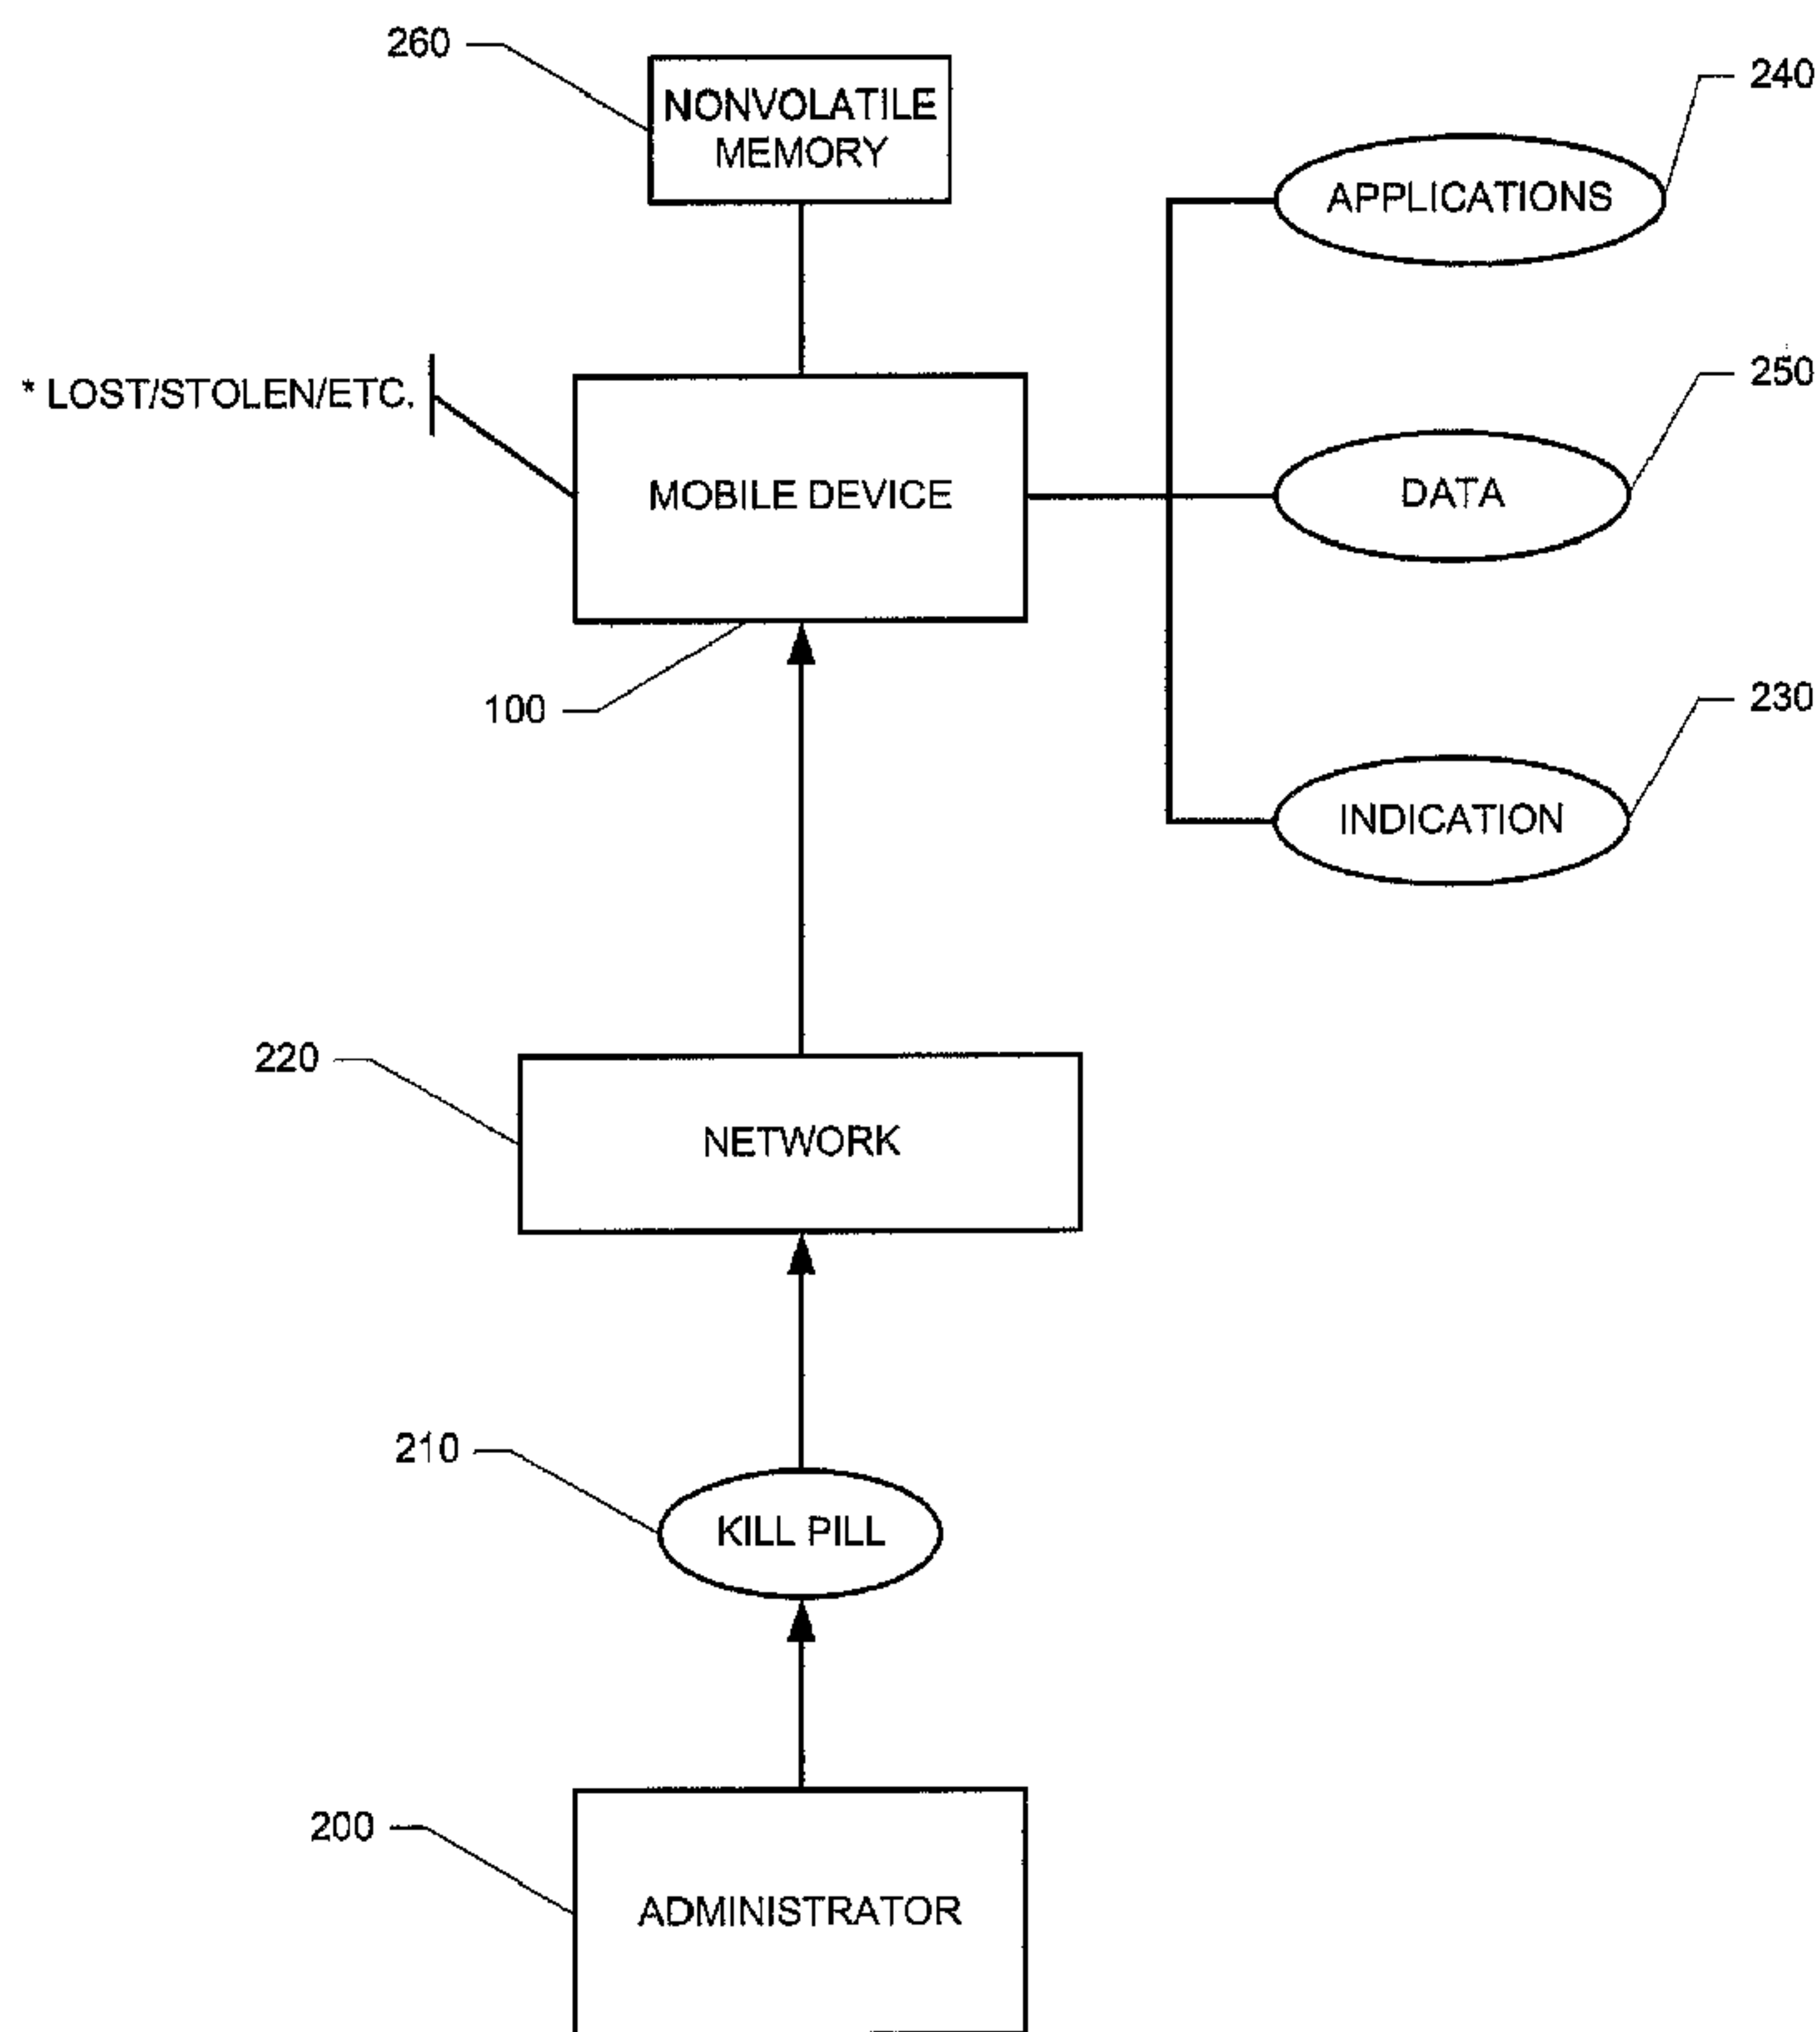 260
NONVOLATILE
MEMORY
240
APPLICATIONS
* LOST/STOLEN/ETC.
250
MOBILE DEVICE
DATA
100
230
INDICATION
220
NETWORK
210
KILL PILL
200
ADMINISTRATOR